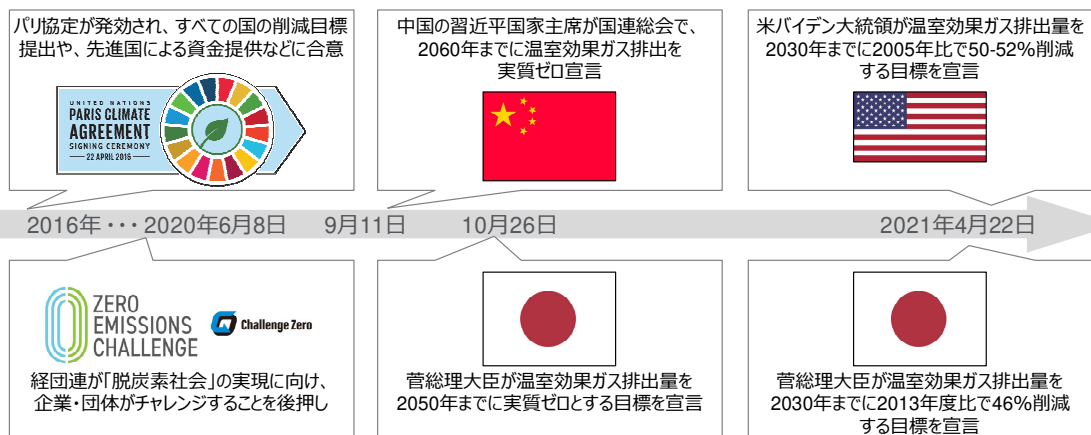 パリ協定が発効され、すべての国の削減目標
提出や、先進国による資金提供などに合意
UNITED NATIONS
PARIS CLIMATE
AGREEMENT
SIGNING CEREMONY
22 APRIL 2016
中国の習近平国家主席が国連総会で、
2060年までに温室効果ガス排出を
実質ゼロ宣言
米バイデン大統領が温室効果ガス排出量を
2030年までに2005年比で50-52%削減
する目標を宣言
2016年・・・2020年6月8日 9月11日 10月26日 2021年4月22日
ZERO
EMISSIONS
CHALLENGE
Challenge Zero
経団連が「脱炭素社会」の実現に向け、
企業・団体がチャレンジすることを後押し
菅総理大臣が温室効果ガス排出量を
2050年までに実質ゼロとする目標を宣言
菅総理大臣が温室効果ガス排出量を
2030年までに2013年度比で46%削減
する目標を宣言